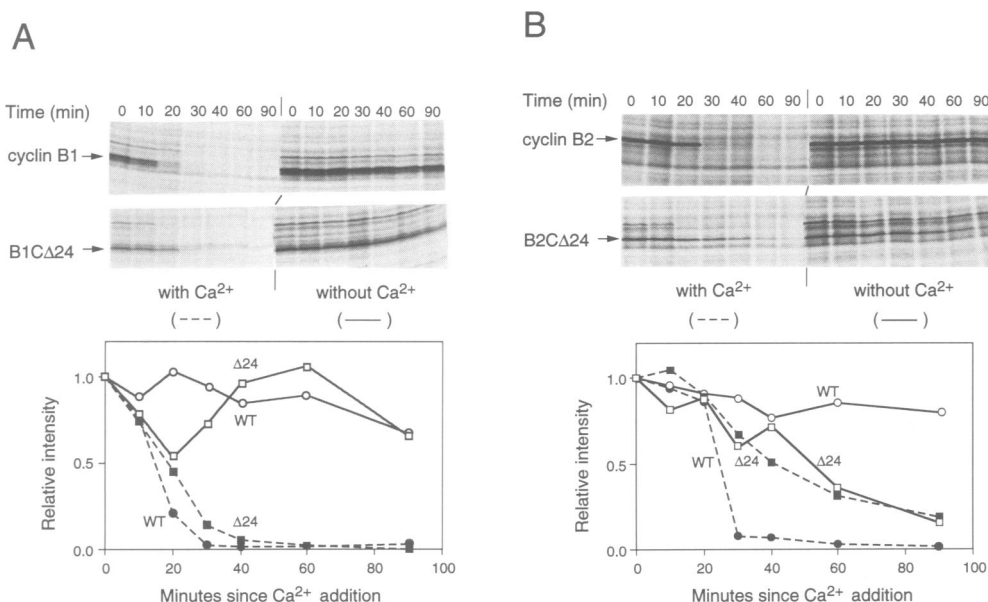 A
Time (min) 0 10 20 30 40 60 90 0 10 20 30 40 60 90
cyclin B1
B1CΔ24
with Ca2+ without Ca2+
( ---- ) ( —— )
Relative intensity
1.0
0.5
0.0
Δ24
WT
WT
Δ24
0 20 40 60 80 100
Minutes since Ca2+ addition
B
Time (min) 0 10 20 30 40 60 90 0 10 20 30 40 60 90
cyclin B2
B2CΔ24
with Ca2+ without Ca2+
( ---- ) ( —— )
Relative intensity
1.0
0.5
0.0
WT
WT
Δ24
Δ24
0 20 40 60 80 100
Minutes since Ca2+ addition